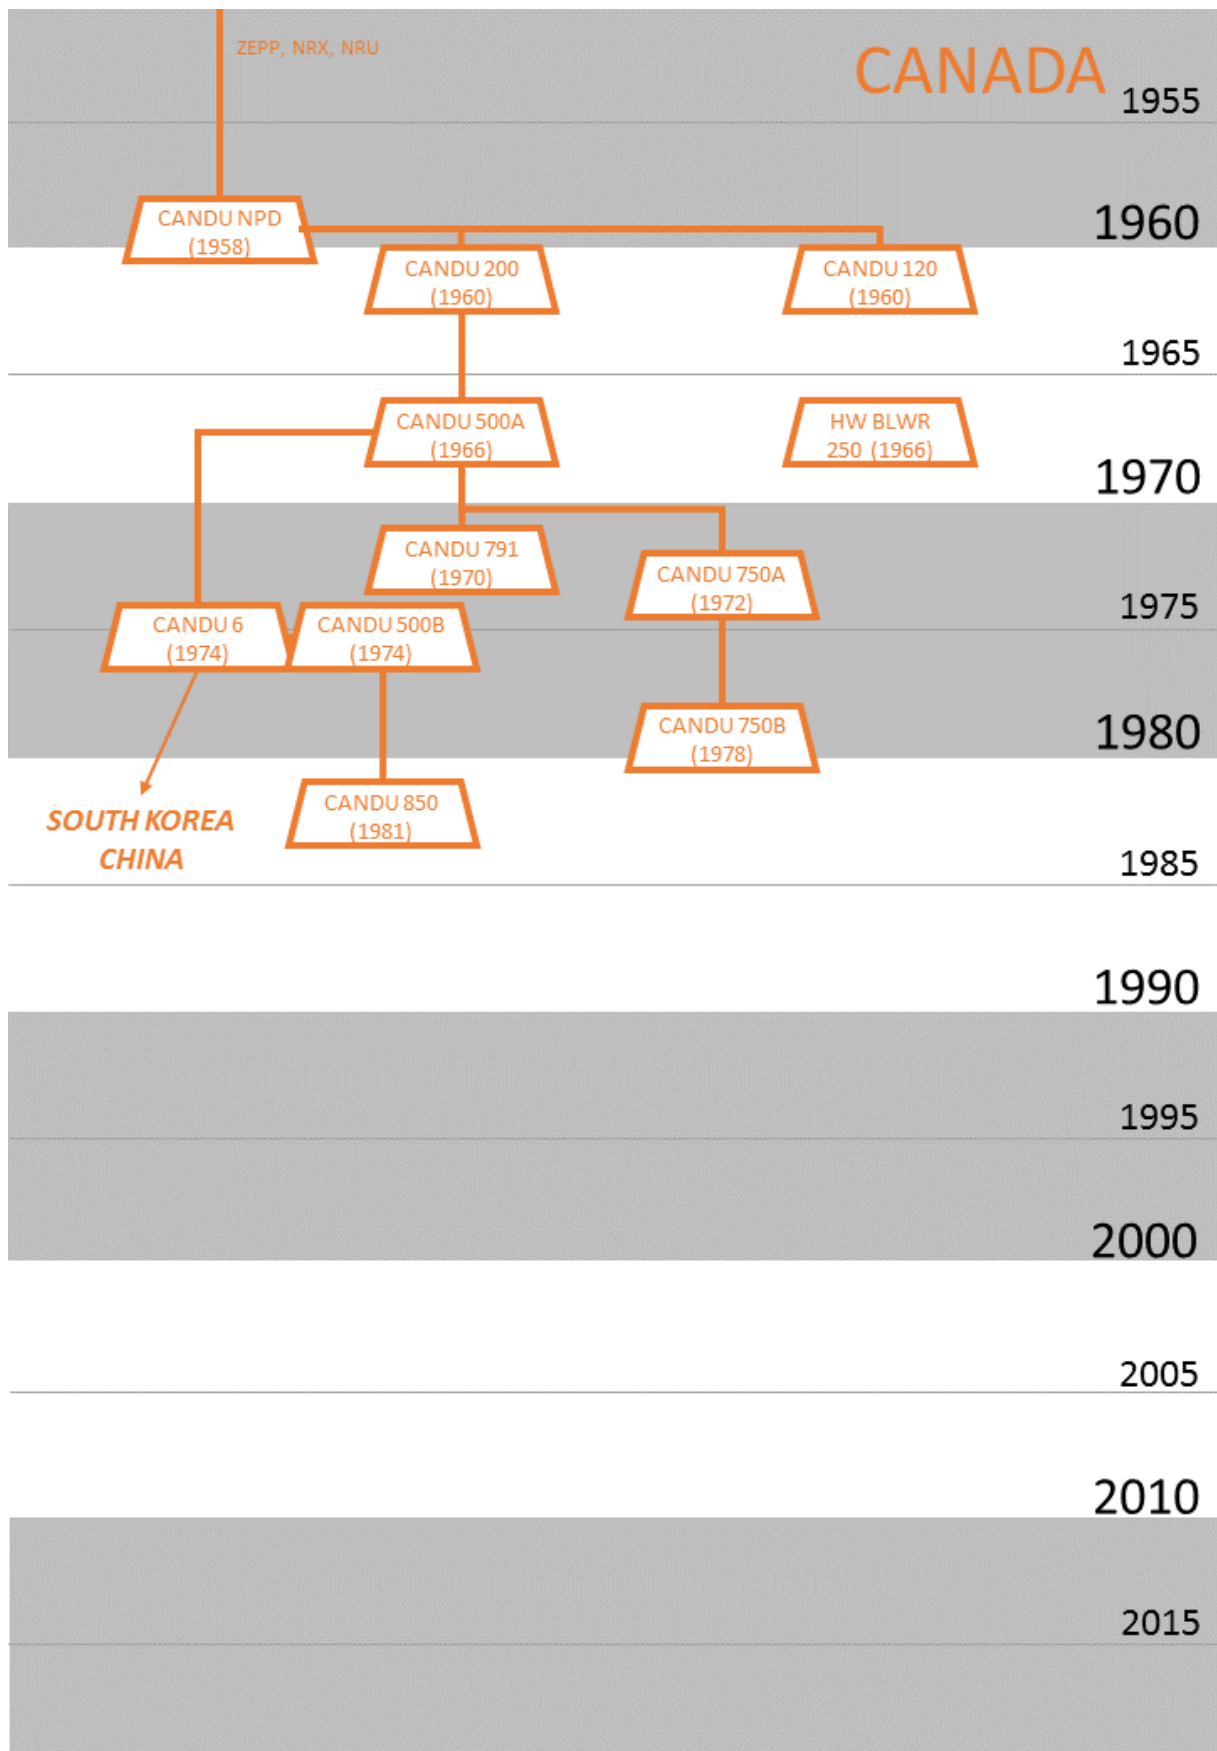 ZEPP, NRX, NRU
CANADA
1955
CANDU NPD
(1958)
1960
CANDU 200
(1960)
CANDU 120
(1960)
1965
CANDU 500A
(1966)
HW BLWR
250 (1966)
1970
CANDU 791
(1970)
CANDU 750A
(1972)
1975
CANDU 6
(1974)
CANDU 500B
(1974)
CANDU 750B
(1978)
1980
CANDU 850
(1981)
SOUTH KOREA
CHINA
1985
1990
1995
2000
2005
2010
2015